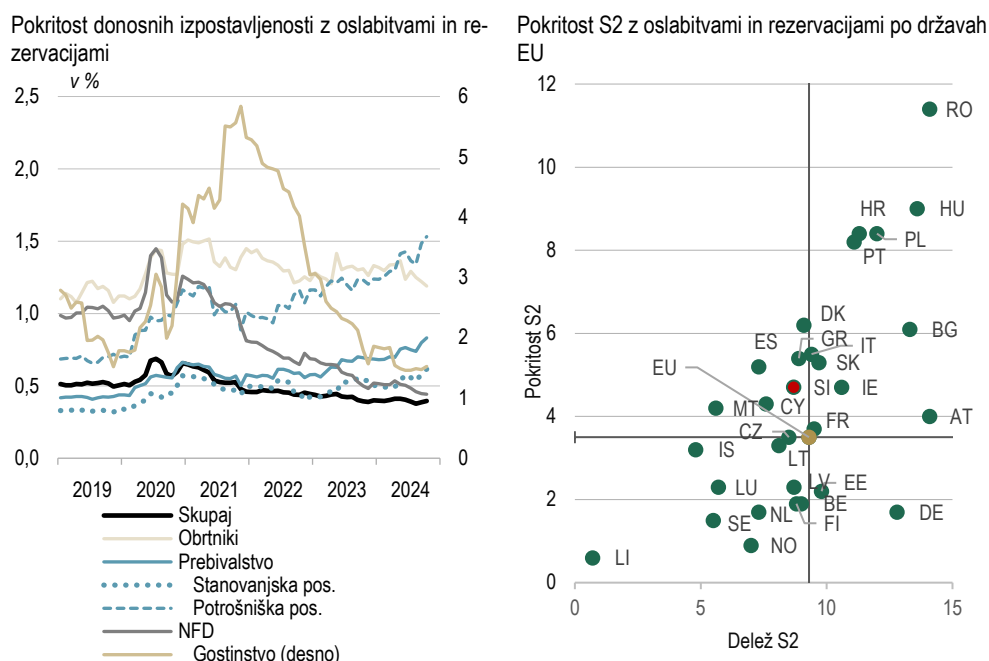 Pokritost donosnih izpostavljenosti z oslabitvami in re-
zervacijami
v %
2,5
2,0
1,5
1,0
0,5
0,0
6
5
4
3
2
1
0
2019 2020 2021 2022 2023 2024
Skupaj
Obrtniki
Prebivalstvo
Stanovanjska pos.
Potrošniška pos.
NFD
Gostinstvo (desno)
Pokritost S2 z oslabitvami in rezervacijami po državah
EU
Pokritost S2
12
10
8
6
4
2
0
RO
HR HU
PL
PT
DK
BG
GR
IT
ES
SK
EU
SI IE
MT CY
AT
FR
CZ
IS
LT
LU
LV EE
BE
NL
DE
SE
FI
NO
LI
0 5 10 15
Delež S2